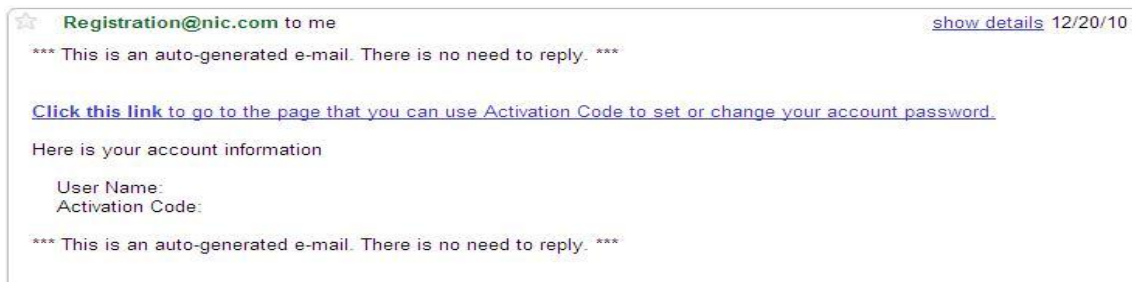 Registration@nic.com to me show details 12/20/10
*** This is an auto-generated e-mail. There is no need to reply. ***
Click this link to go to the page that you can use Activation Code to set or change your account password.
Here is your account information
User Name:
Activation Code:
*** This is an auto-generated e-mail. There is no need to reply. ***